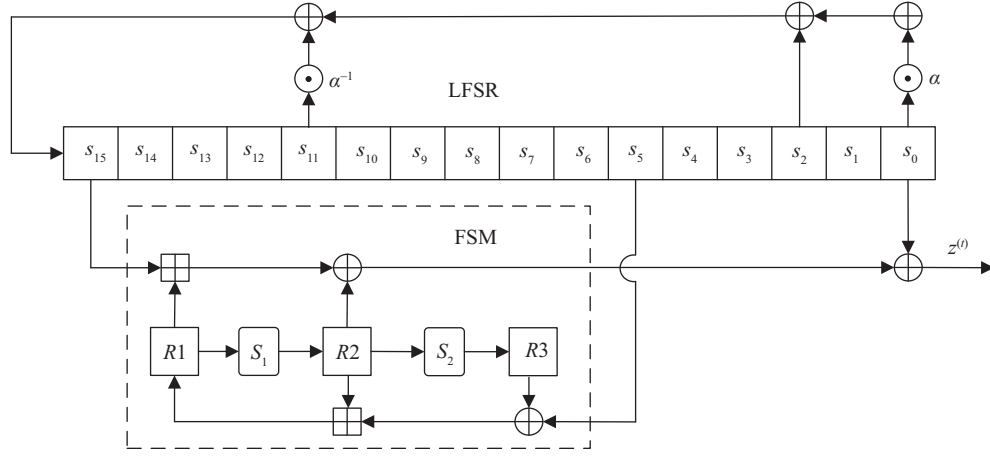 α⁻¹
α
LFSR
s₁₅ s₁₄ s₁₃ s₁₂ s₁₁ s₁₀ s₉ s₈ s₇ s₆ s₅ s₄ s₃ s₂ s₁ s₀
FSM
z⁽ᵗ⁾
R1 S₁ R2 S₂ R3